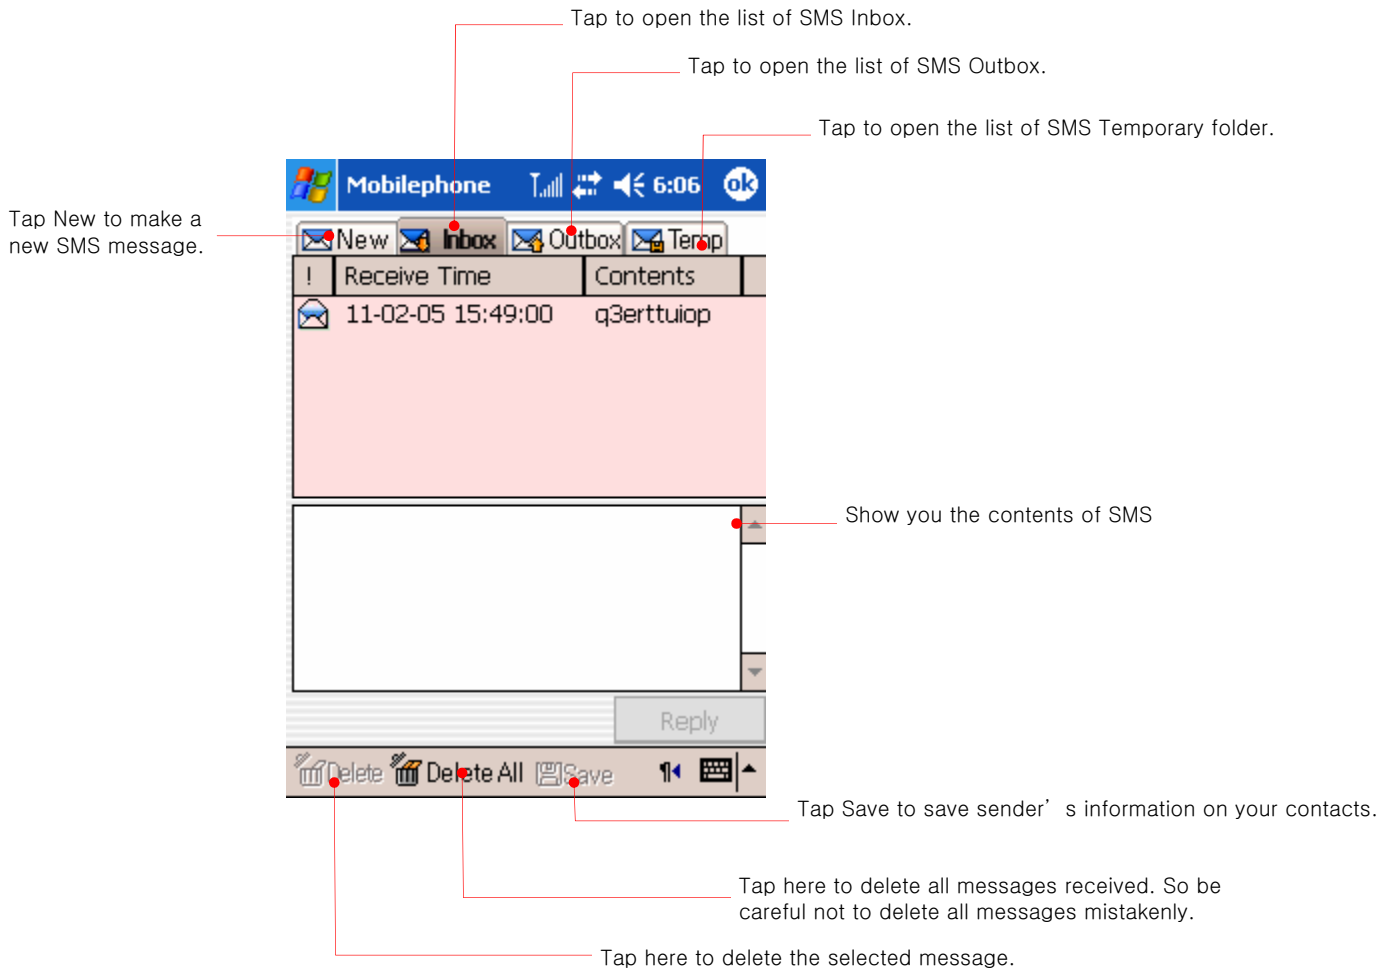 Tap to open the list of SMS Inbox.
Tap to open the list of SMS Outbox.
Tap to open the list of SMS Temporary folder.
Mobilephone 6:06 ok
Tap New to make a
new SMS message.
New Inbox Outbox Temp
! Receive Time Contents
11-02-05 15:49:00 q3erttuiop
Show you the contents of SMS
Reply
Delete Delete All Save
Tap Save to save sender’ s information on your contacts.
Tap here to delete all messages received. So be
careful not to delete all messages mistakenly.
Tap here to delete the selected message.